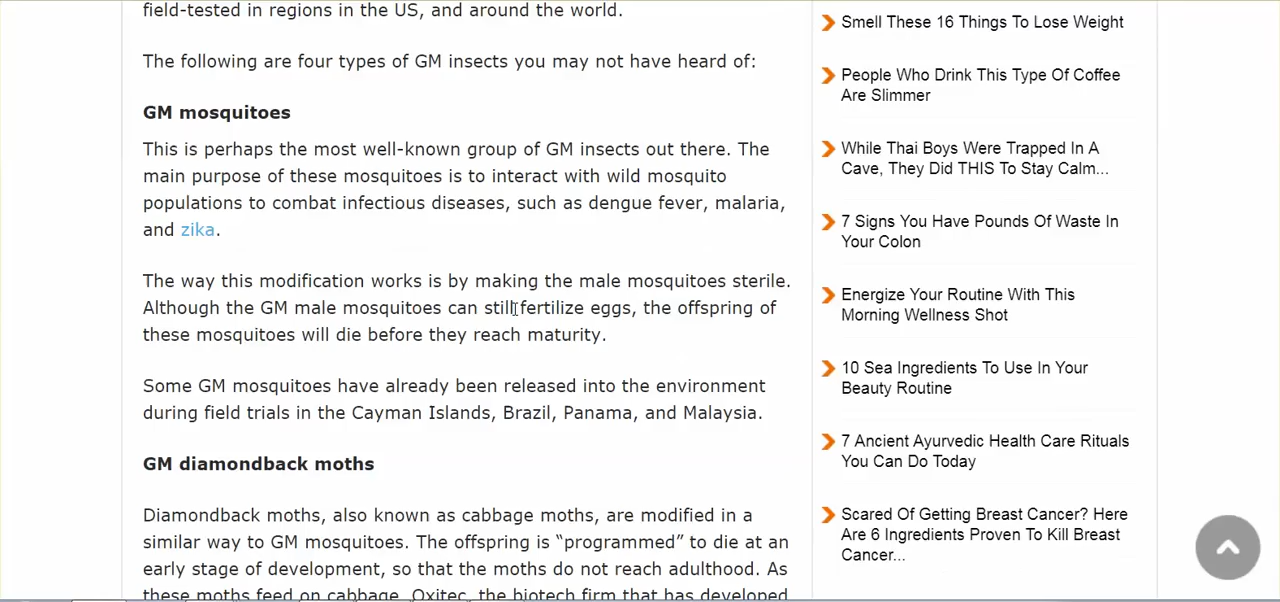 field-tested in regions in the US, and around the world.
The following are four types of GM insects you may not have heard of:
GM mosquitoes
This is perhaps the most well-known group of GM insects out there. The
main purpose of these mosquitoes is to interact with wild mosquito
populations to combat infectious diseases, such as dengue fever, malaria,
and zika.
The way this modification works is by making the male mosquitoes sterile.
Although the GM male mosquitoes can still fertilize eggs, the offspring of
these mosquitoes will die before they reach maturity.
Some GM mosquitoes have already been released into the environment
during field trials in the Cayman Islands, Brazil, Panama, and Malaysia.
GM diamondback moths
Diamondback moths, also known as cabbage moths, are modified in a
similar way to GM mosquitoes. The offspring is “programmed” to die at an
early stage of development, so that the moths do not reach adulthood. As
these moths feed on cabbage, Oxitec, the biotech firm that has developed
Smell These 16 Things To Lose Weight
People Who Drink This Type Of Coffee
Are Slimmer
While Thai Boys Were Trapped In A
Cave, They Did THIS To Stay Calm...
7 Signs You Have Pounds Of Waste In
Your Colon
Energize Your Routine With This
Morning Wellness Shot
10 Sea Ingredients To Use In Your
Beauty Routine
7 Ancient Ayurvedic Health Care Rituals
You Can Do Today
Scared Of Getting Breast Cancer? Here
Are 6 Ingredients Proven To Kill Breast
Cancer...